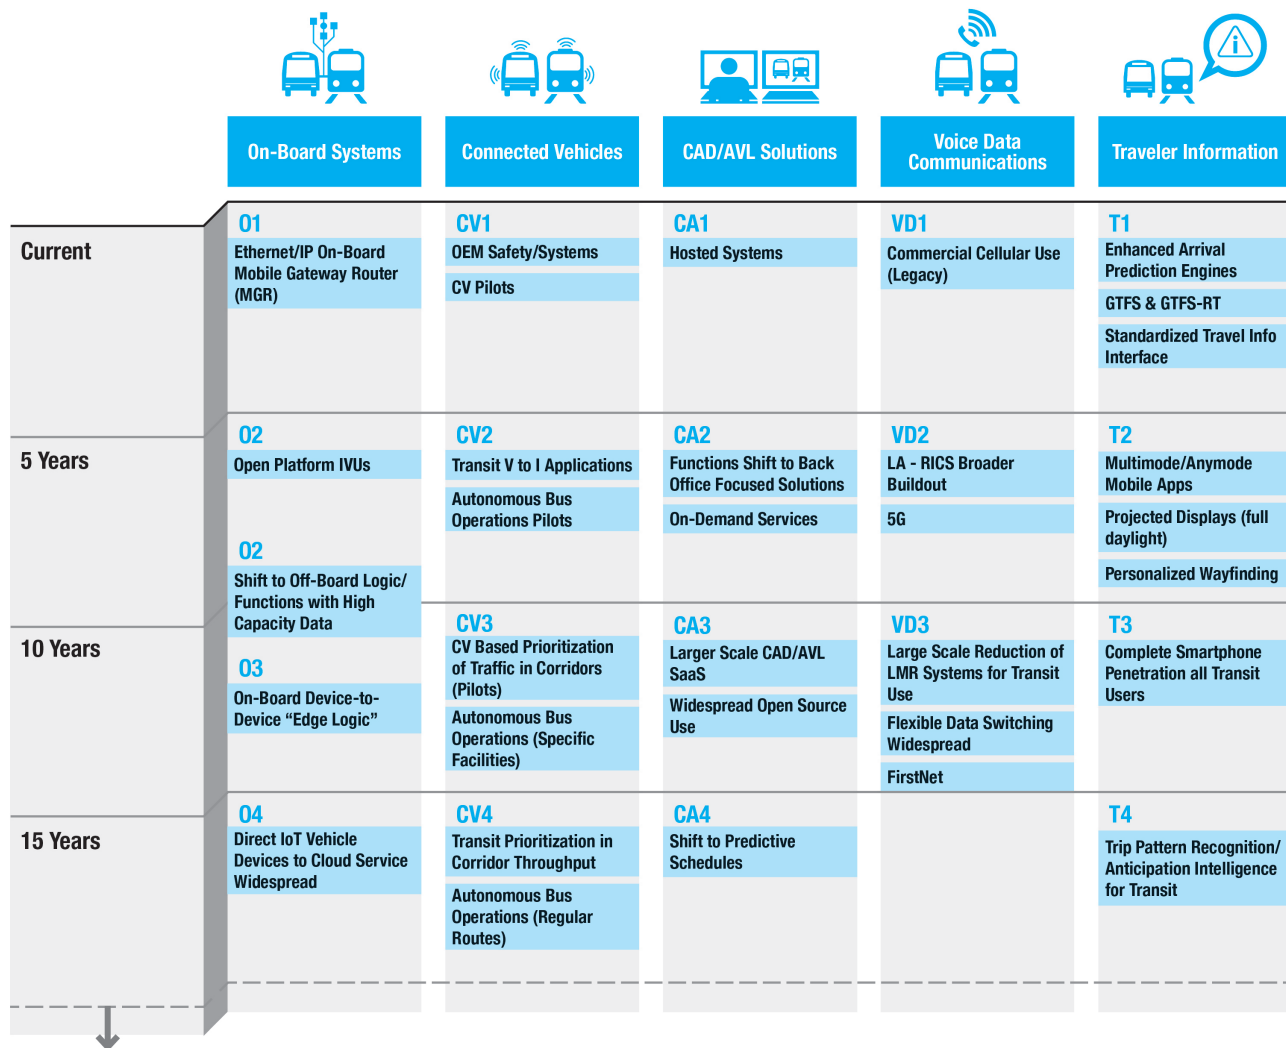 On-Board Systems
Connected Vehicles
CAD/AVL Solutions
Voice Data
Communications
Traveler Information
Current
O1
Ethernet/IP On-Board
Mobile Gateway Router
(MGR)
CV1
OEM Safety/Systems
CV Pilots
CA1
Hosted Systems
VD1
Commercial Cellular Use
(Legacy)
T1
Enhanced Arrival
Prediction Engines
GTFS & GTFS-RT
Standardized Travel Info
Interface
5 Years
O2
Open Platform IVUs
O2
Shift to Off-Board Logic/
Functions with High
Capacity Data
CV2
Transit V to I Applications
Autonomous Bus
Operations Pilots
CA2
Functions Shift to Back
Office Focused Solutions
On-Demand Services
VD2
LA - RICS Broader
Buildout
5G
T2
Multimode/Anymode
Mobile Apps
Projected Displays (full
daylight)
Personalized Wayfinding
10 Years
O3
On-Board Device-to-
Device “Edge Logic”
CV3
CV Based Prioritization
of Traffic in Corridors
(Pilots)
Autonomous Bus
Operations (Specific
Facilities)
CA3
Larger Scale CAD/AVL
SaaS
Widespread Open Source
Use
VD3
Large Scale Reduction of
LMR Systems for Transit
Use
Flexible Data Switching
Widespread
FirstNet
T3
Complete Smartphone
Penetration all Transit
Users
15 Years
O4
Direct IoT Vehicle
Devices to Cloud Service
Widespread
CV4
Transit Prioritization in
Corridor Throughput
Autonomous Bus
Operations (Regular
Routes)
CA4
Shift to Predictive
Schedules
T4
Trip Pattern Recognition/
Anticipation Intelligence
for Transit